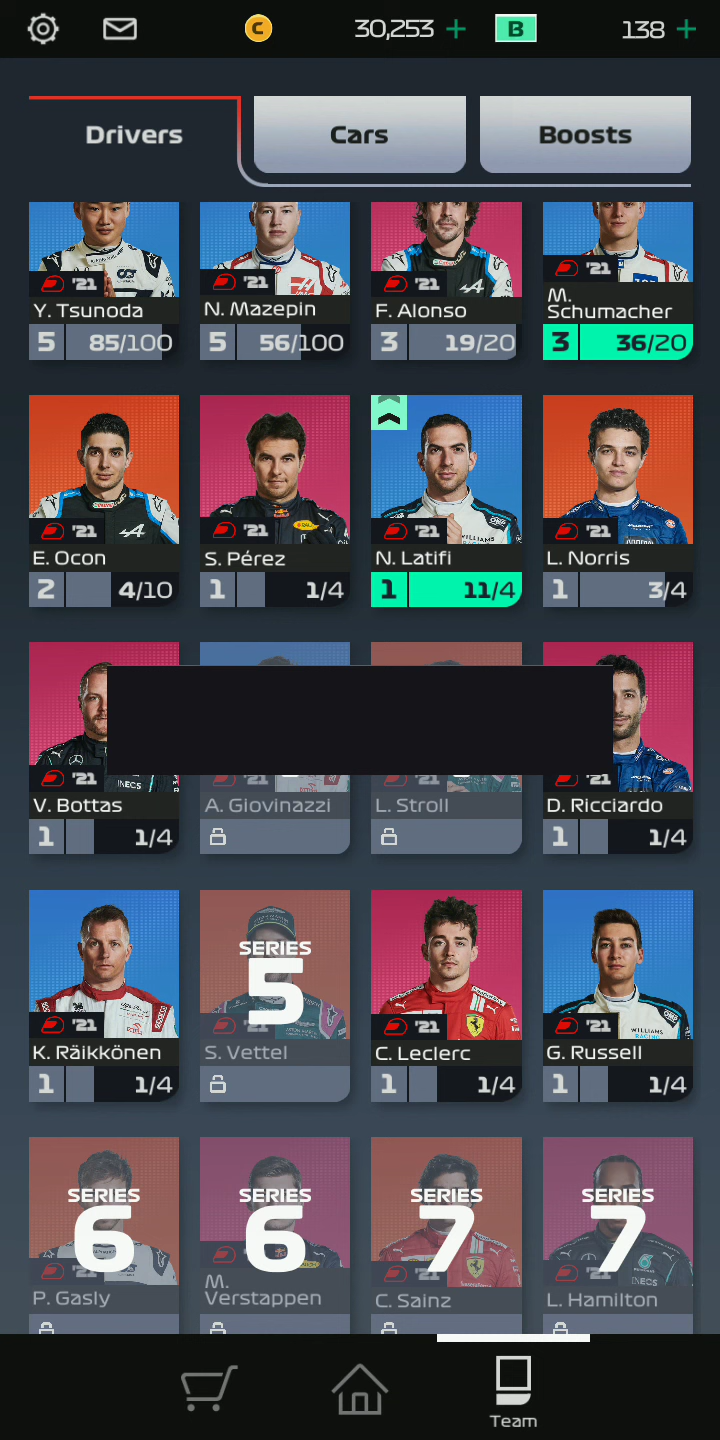 C 30,253 + B 138 +
Drivers Cars Boosts
'21 '21 '21 '21
Y. Tsunoda N. Mazepin F. Alonso M. Schumacher
5 85/100 5 56/100 3 19/20 3 36/20
'21 '21 '21 '21
E. Ocon S. Pérez N. Latifi L. Norris
2 4/10 1 1/4 1 11/4 1 3/4
'21 '21 '21 '21
V. Bottas A. Giovinazzi L. Stroll D. Ricciardo
1 1/4 1 1/4
SERIES
5
'21 '21 '21 '21
K. Räikkönen S. Vettel C. Leclerc G. Russell
1 1/4 1 1/4 1 1/4
SERIES SERIES SERIES SERIES
6 6 7 7
P. Gasly M. Verstappen C. Sainz L. Hamilton
Team